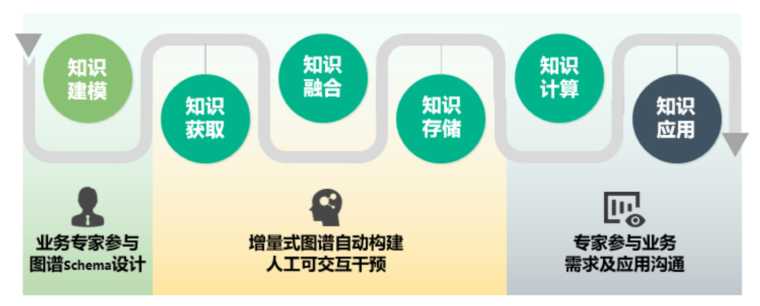 知识
建模
知识
获取
知识
融合
知识
存储
知识
计算
知识
应用
业务专家参与
图谱Schema设计
增量式图谱自动构建
人工可交互干预
专家参与业务
需求及应用沟通